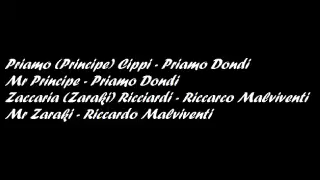 Priamo (Principe) Cippi - Priamo Dondi
Mr Principe - Priamo Dondi
Zaccaria (Zaraki) Ricciardi - Riccarco Malviventi
Mr Zaraki - Riccardo Malviventi